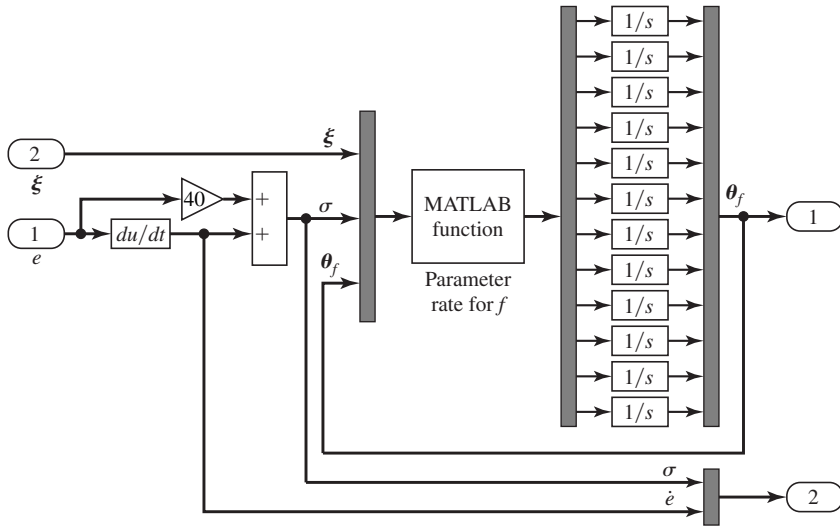 1/s
1/s
1/s
1/s
1/s
1/s
1/s
1/s
1/s
1/s
1/s
1/s
2
ξ
ξ
40
+
+
σ
1
e
du/dt
θf
MATLAB
function
Parameter
rate for f
θf
1
σ
ė
2